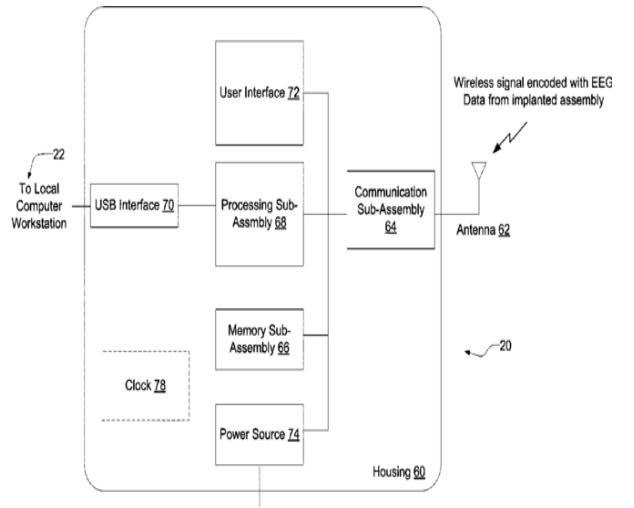 User Interface 72
Wireless signal encoded with EEG
Data from implanted assembly
22
To Local
Computer
Workstation
USB Interface 70
Processing Sub-
Assmbly
68
Communication
Sub-Assembly
64
Antenna 62
Memory Sub-
Assembly 66
20
Clock 78
Power Source 74
Housing 60